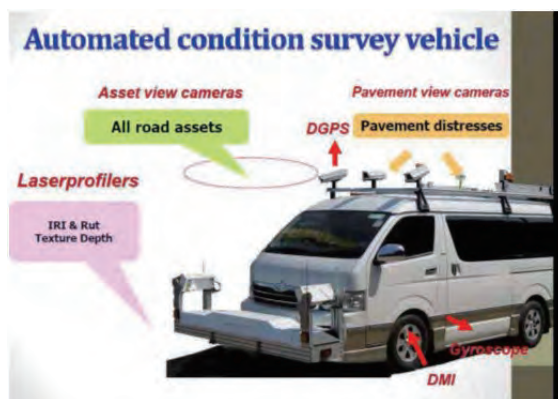 Automated condition survey vehicle
Asset view cameras
Pavement view cameras
All road assets
DGPS
Pavement distresses
Laserprofilers
IRI & Rut
Texture Depth
Gyroscope
DMI